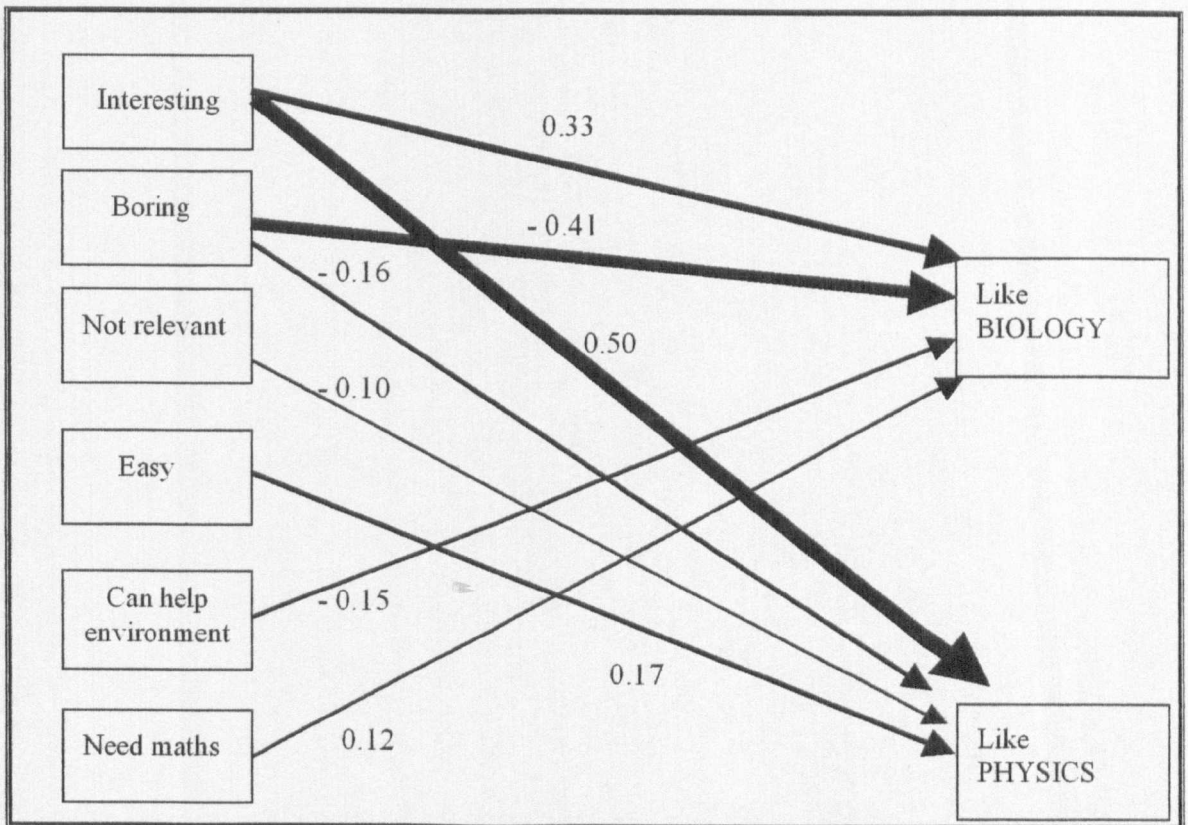 Interesting
0.33
Boring
- 0.41
- 0.16
Not relevant
0.50
Like
BIOLOGY
- 0.10
Easy
Can help
environment
- 0.15
0.17
Need maths
0.12
Like
PHYSICS